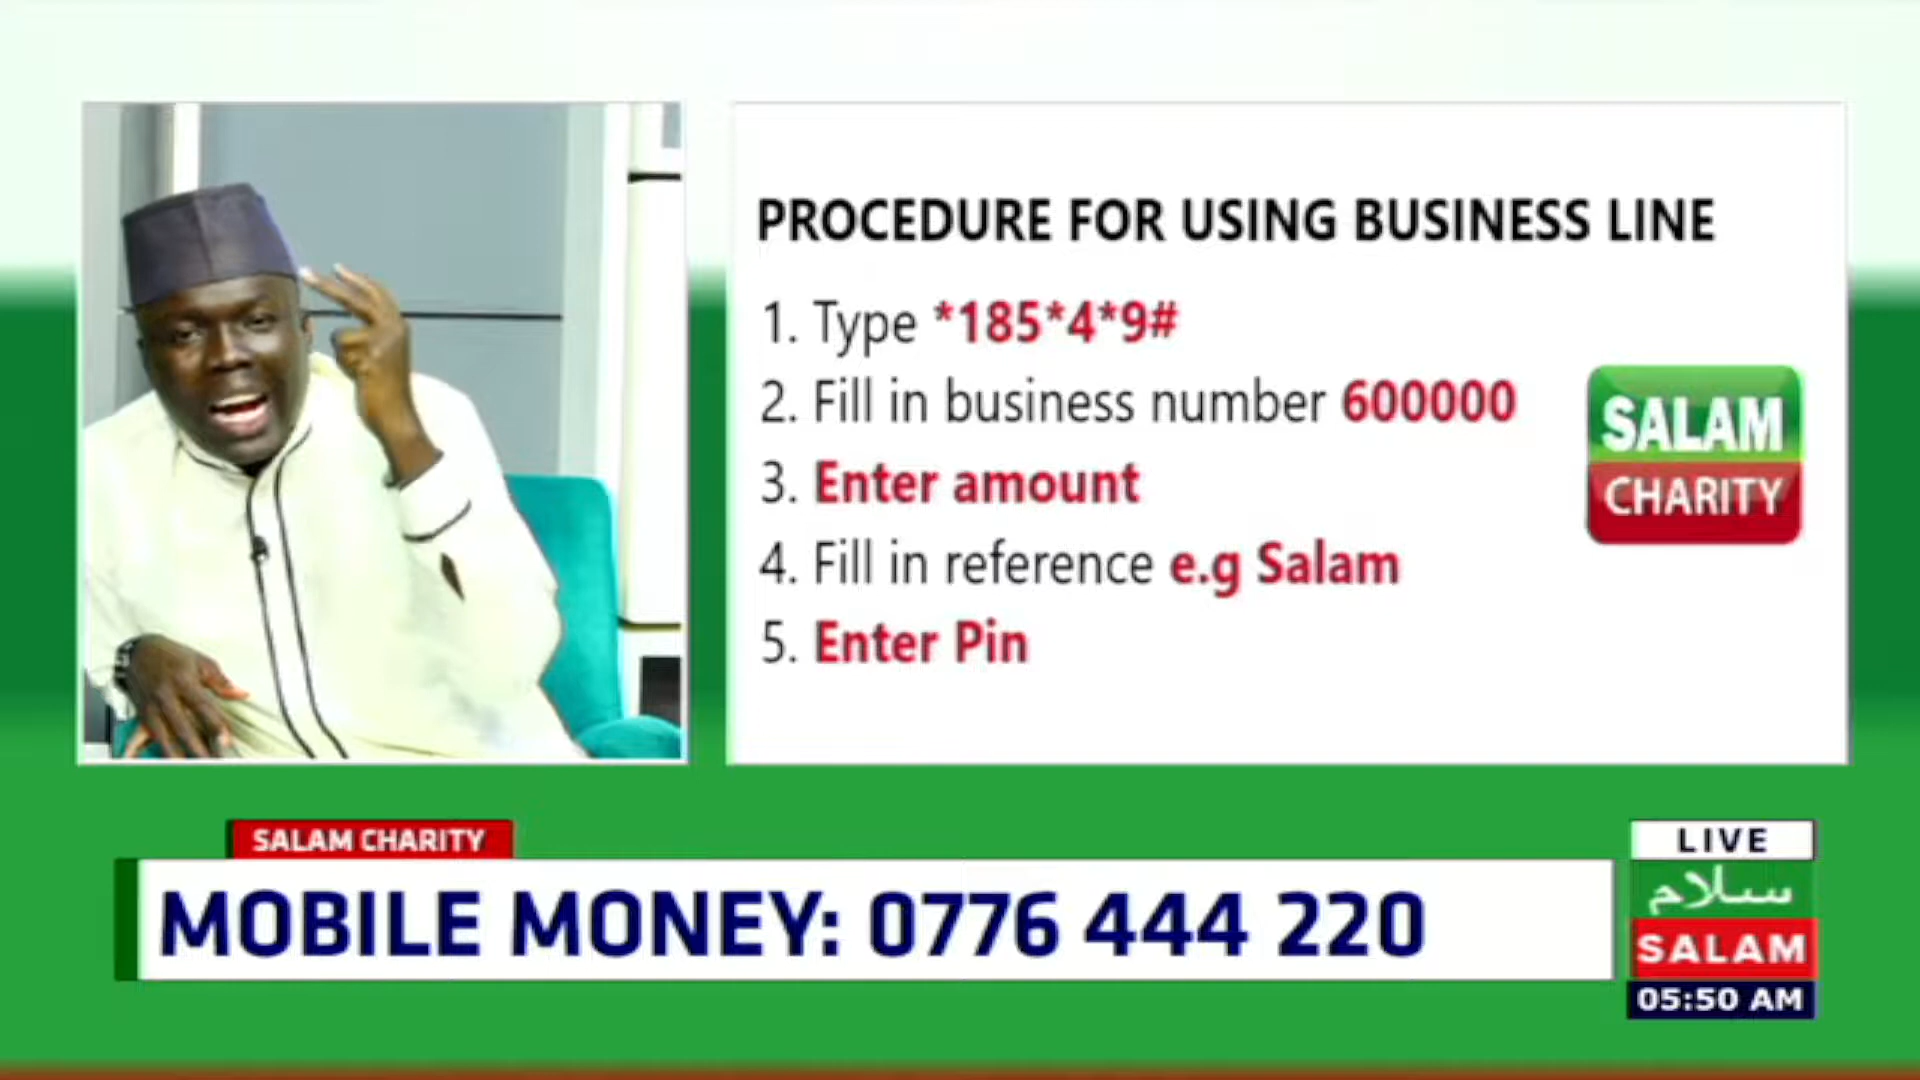 PROCEDURE FOR USING BUSINESS LINE
1. Type *185*4*9#
2. Fill in business number 600000
3. Enter amount
4. Fill in reference e.g Salam
5. Enter Pin
SALAM
CHARITY
SALAM CHARITY
MOBILE MONEY: 0776 444 220
LIVE
سلام
SALAM
05:50 AM